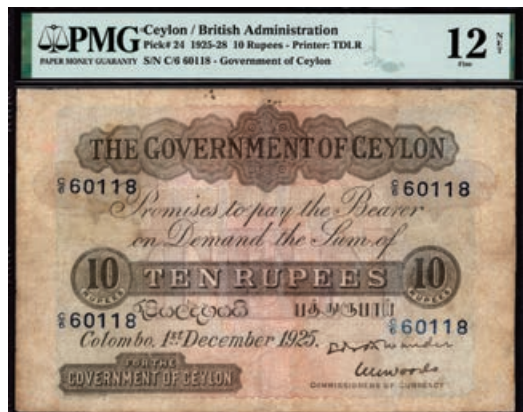 PMG
PAPER MONEY GUARANTY
Ceylon / British Administration
Pick# 24 1925-28 10 Rupees - Printer: TDLR
S/N C/6 60118 - Government of Ceylon
12 NET
Fine
THE GOVERNMENT OF CEYLON
C/6 60118 C/6 60118
Promises to pay the Bearer
on Demand the Sum of
10 RUPEES TEN RUPEES 10 RUPEES
பத்துரூபாய்
C/6 60118 C/6 60118
Colombo, 1st December 1925.
FOR THE
GOVERNMENT OF CEYLON
COMMISSIONERS OF CURRENCY